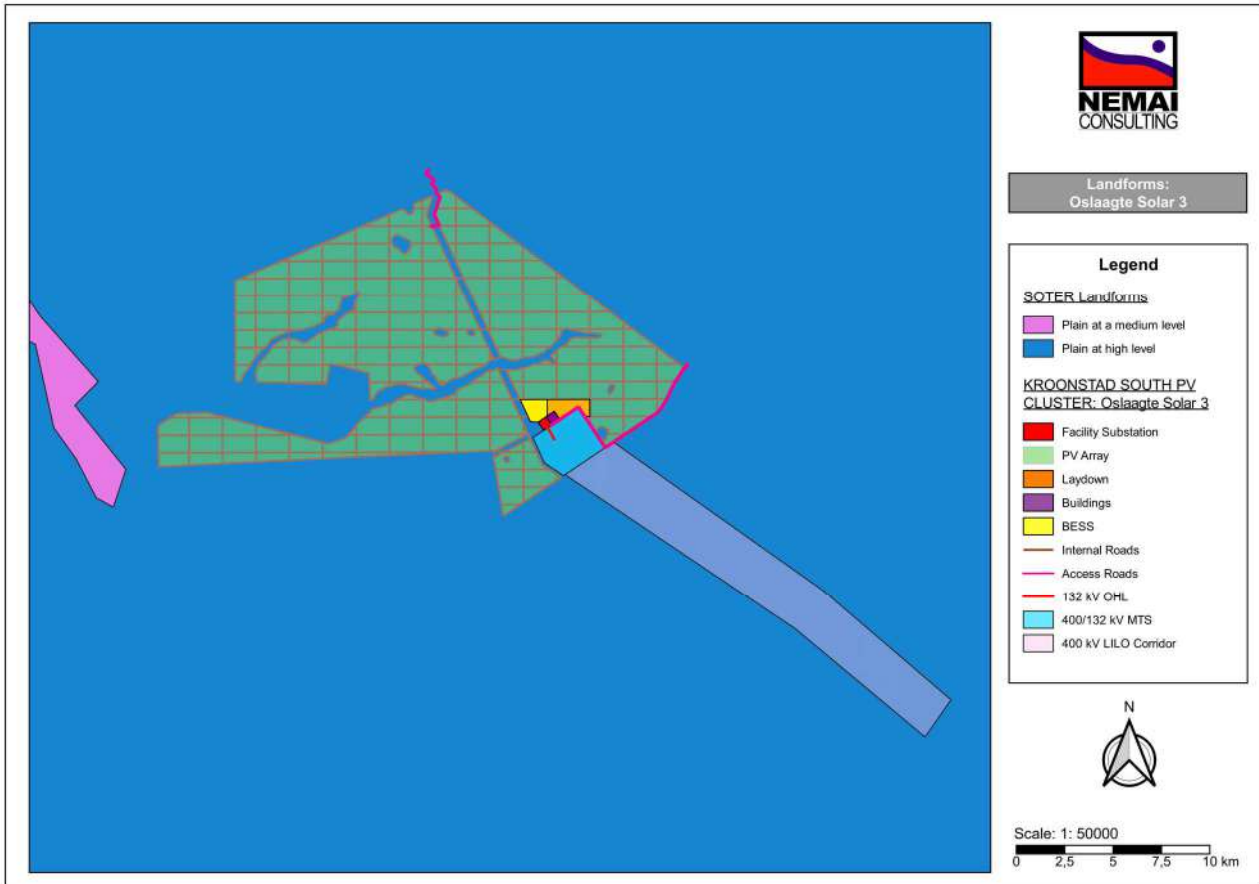 NEMAI
CONSULTING
Landforms:
Oslaagte Solar 3
Legend
SOTER Landforms
Plain at a medium level
Plain at high level
KROONSTAD SOUTH PV
CLUSTER: Oslaagte Solar 3
Facility Substation
PV Array
Laydown
Buildings
BESS
Internal Roads
Access Roads
132 kV OHL
400/132 kV MTS
400 kV LILO Corridor
N
Scale: 1: 50000
0 2,5 5 7,5 10 km